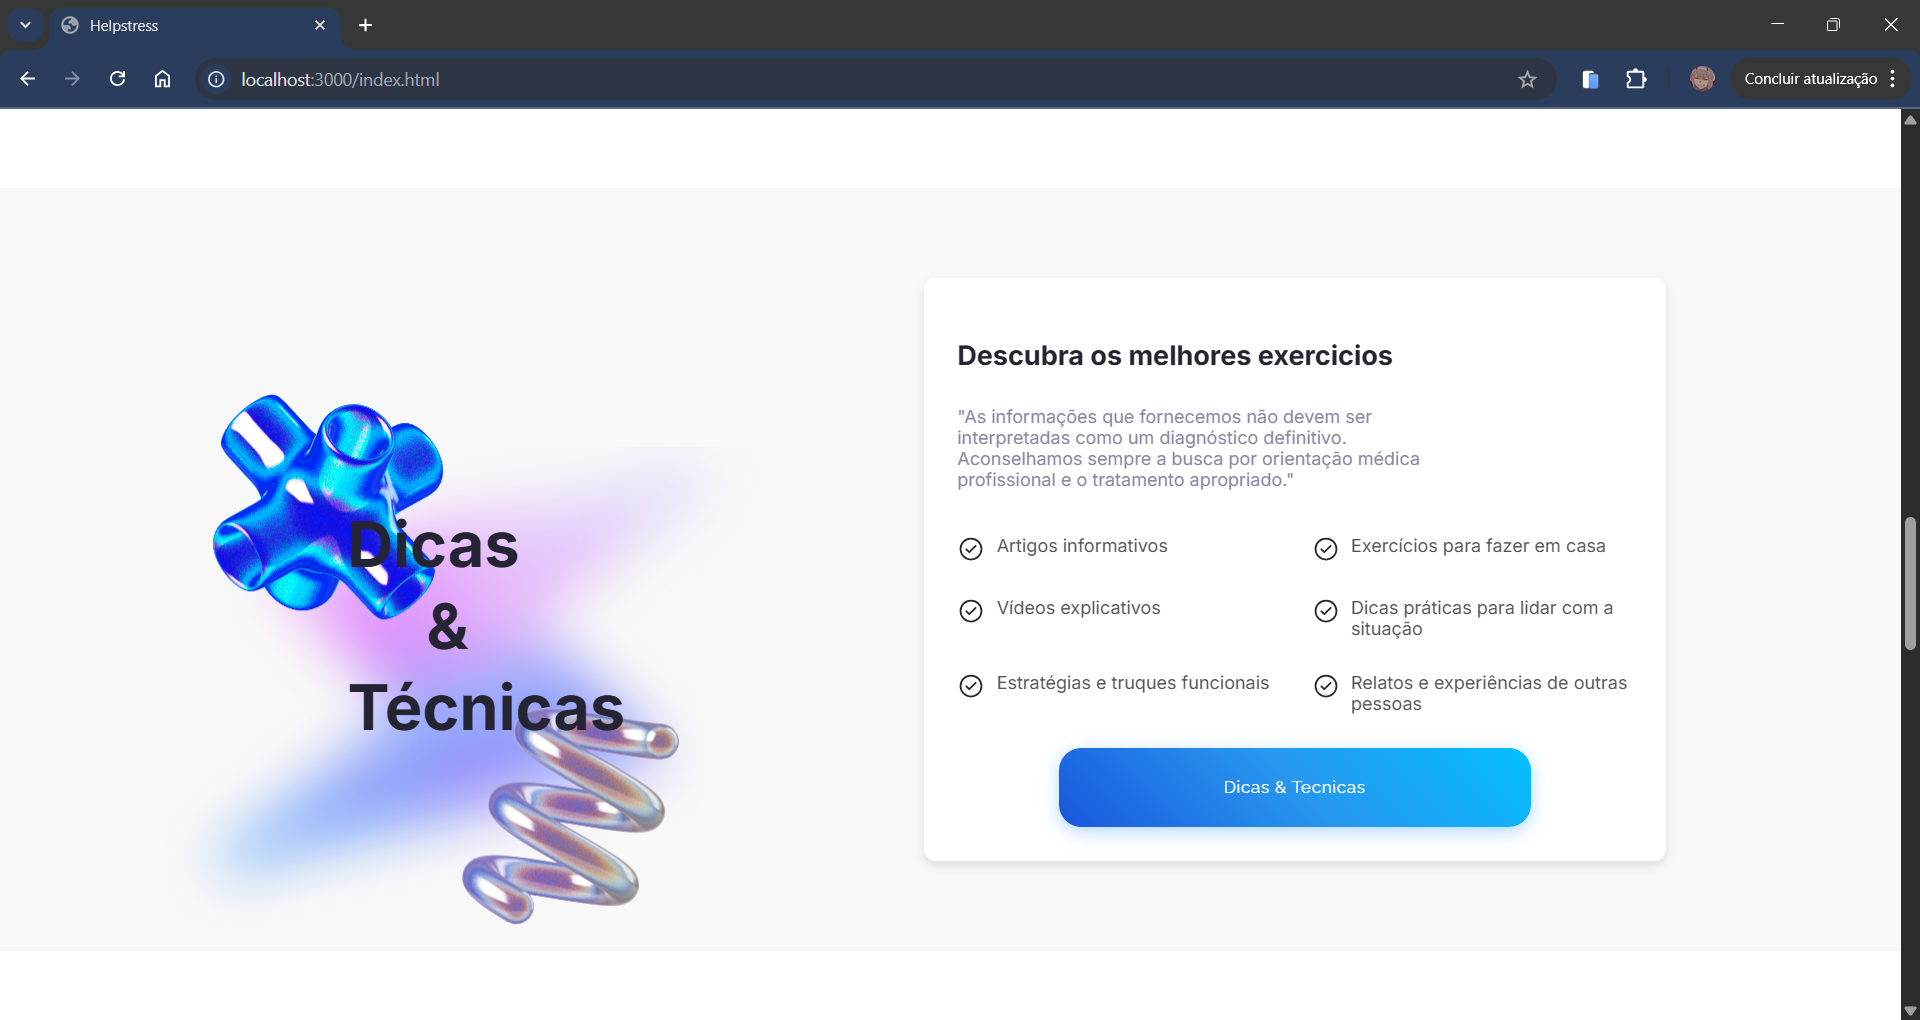 Helpstress
localhost:3000/index.html
Concluir atualização
Dicas
&
Técnicas
Descubra os melhores exercicios
"As informações que fornecemos não devem ser
interpretadas como um diagnóstico definitivo.
Aconselhamos sempre a busca por orientação médica
profissional e o tratamento apropriado."
Artigos informativos
Exercícios para fazer em casa
Vídeos explicativos
Dicas práticas para lidar com a
situação
Estratégias e truques funcionais
Relatos e experiências de outras
pessoas
Dicas & Tecnicas